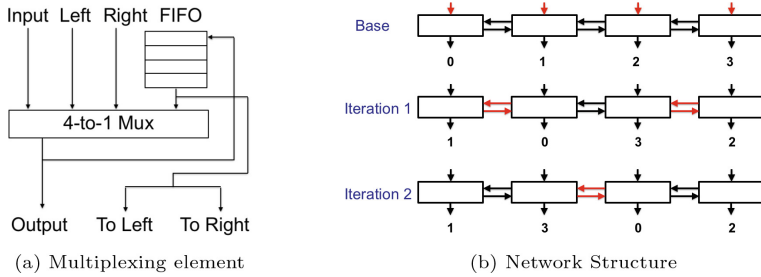 Input Left Right FIFO
4-to-1 Mux
Output To Left To Right
(a) Multiplexing element
Base
0 1 2 3
Iteration 1
1 0 3 2
Iteration 2
1 3 0 2
(b) Network Structure